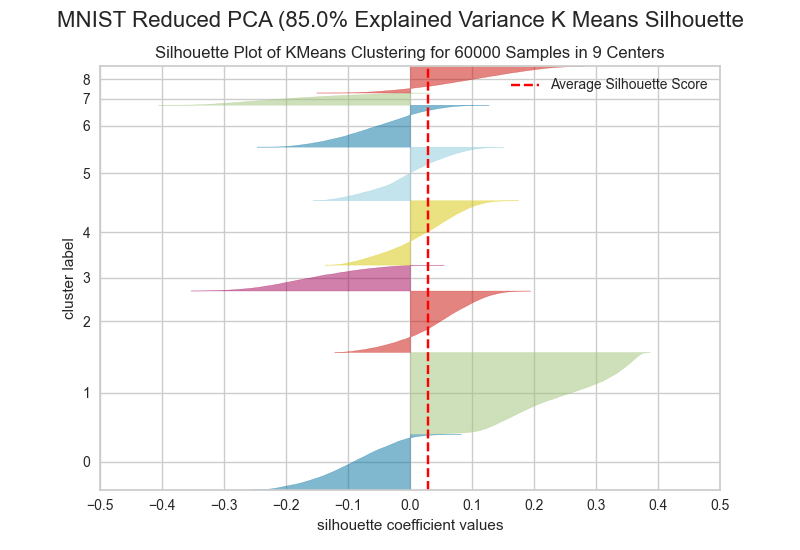 MNIST Reduced PCA (85.0% Explained Variance K Means Silhouette
Silhouette Plot of KMeans Clustering for 60000 Samples in 9 Centers
Average Silhouette Score
8
7
6
5
4
3
2
1
0
cluster label
−0.5 −0.4 −0.3 −0.2 −0.1 0.0 0.1 0.2 0.3 0.4 0.5
silhouette coefficient values